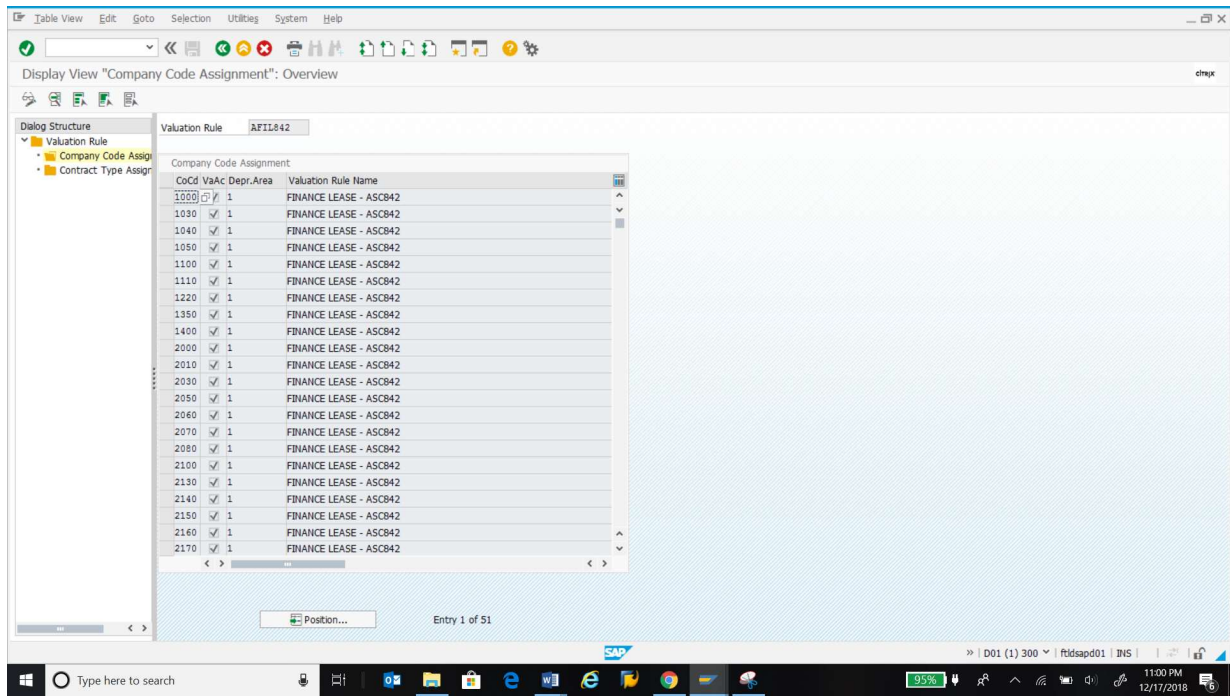 Table View Edit Goto Selection Utilities System Help
Display View "Company Code Assignment": Overview
citrix
Dialog Structure
Valuation Rule
Company Code Assign
Contract Type Assign
Valuation Rule AFIL842
Company Code Assignment
CoCd VaAc Depr.Area Valuation Rule Name
1000 1 FINANCE LEASE - ASC842
1030 1 FINANCE LEASE - ASC842
1040 1 FINANCE LEASE - ASC842
1050 1 FINANCE LEASE - ASC842
1100 1 FINANCE LEASE - ASC842
1110 1 FINANCE LEASE - ASC842
1220 1 FINANCE LEASE - ASC842
1350 1 FINANCE LEASE - ASC842
1400 1 FINANCE LEASE - ASC842
2000 1 FINANCE LEASE - ASC842
2010 1 FINANCE LEASE - ASC842
2030 1 FINANCE LEASE - ASC842
2050 1 FINANCE LEASE - ASC842
2060 1 FINANCE LEASE - ASC842
2070 1 FINANCE LEASE - ASC842
2080 1 FINANCE LEASE - ASC842
2100 1 FINANCE LEASE - ASC842
2130 1 FINANCE LEASE - ASC842
2140 1 FINANCE LEASE - ASC842
2150 1 FINANCE LEASE - ASC842
2160 1 FINANCE LEASE - ASC842
2170 1 FINANCE LEASE - ASC842
Position... Entry 1 of 51
SAP
D01 (1) 300 ftldsapd01 INS
Type here to search
95%
11:00 PM
12/17/2018
6